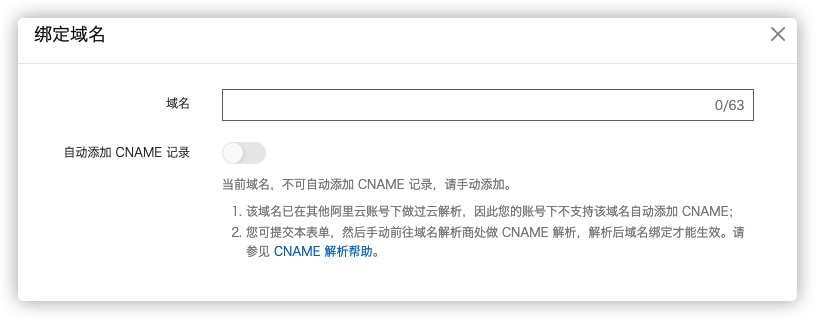 绑定域名
域名
0/63
自动添加 CNAME 记录
当前域名，不可自动添加 CNAME 记录，请手动添加。
1. 该域名已在其他阿里云账号下做过云解析，因此您的账号下不支持该域名自动添加 CNAME；
2. 您可提交本表单，然后手动前往域名解析商处做 CNAME 解析，解析后域名绑定才能生效。请
参见 CNAME 解析帮助。